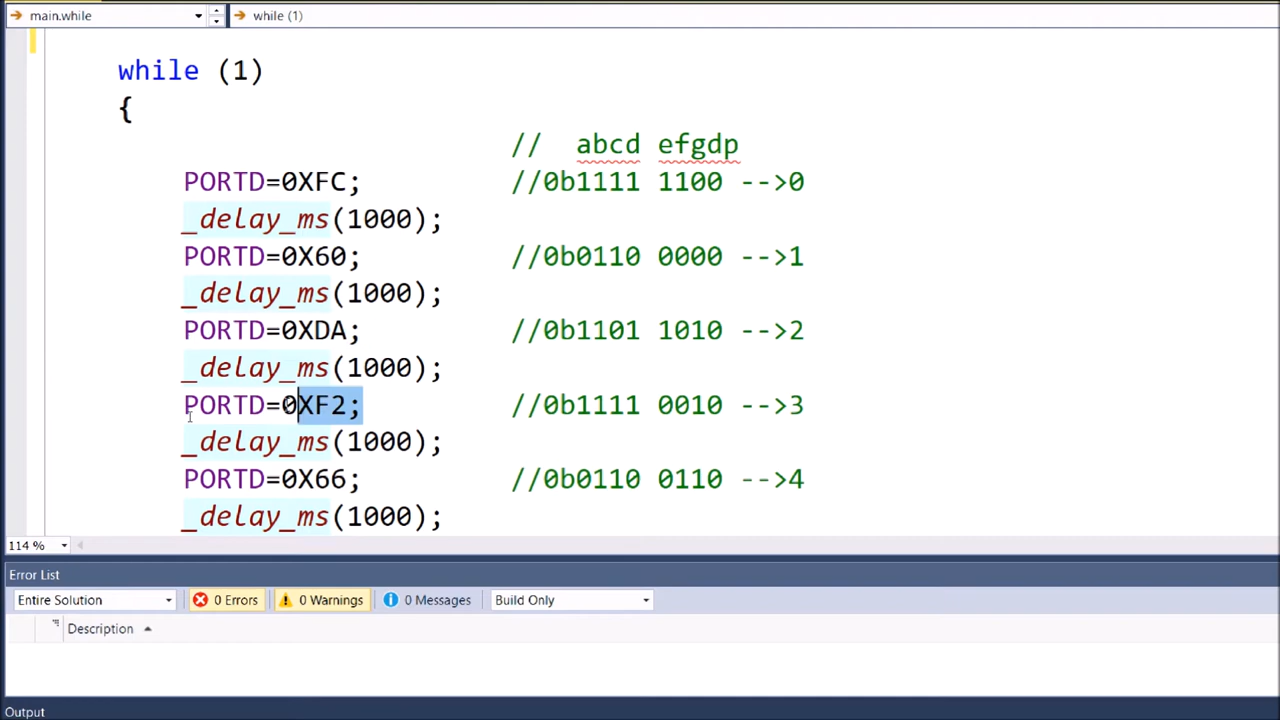 main.while while (1)
while (1)
{
// abcd efgdp
PORTD=0XFC; //0b1111 1100 -->0
_delay_ms(1000);
PORTD=0X60; //0b0110 0000 -->1
_delay_ms(1000);
PORTD=0XDA; //0b1101 1010 -->2
_delay_ms(1000);
PORTD=0XF2; //0b1111 0010 -->3
_delay_ms(1000);
PORTD=0X66; //0b0110 0110 -->4
_delay_ms(1000);
114 %
Error List
Entire Solution 0 Errors 0 Warnings 0 Messages Build Only
Description
Output